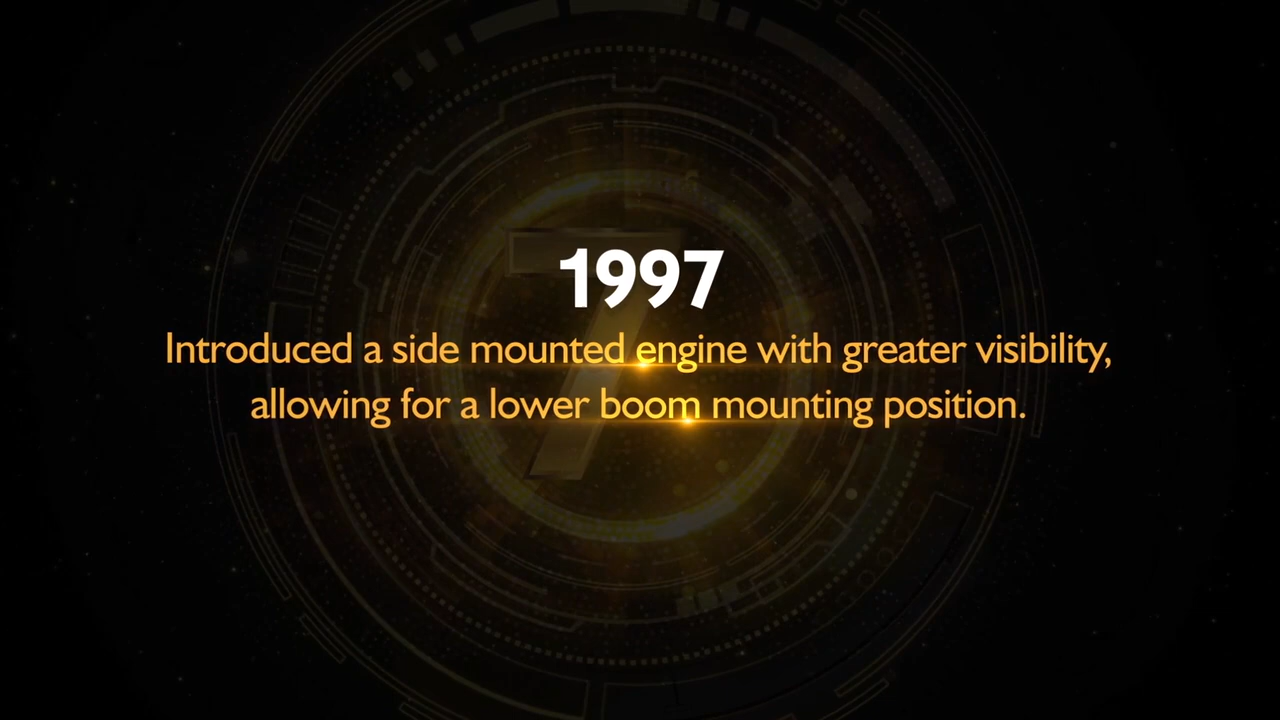 1997
Introduced a side mounted engine with greater visibility,
allowing for a lower boom mounting position.